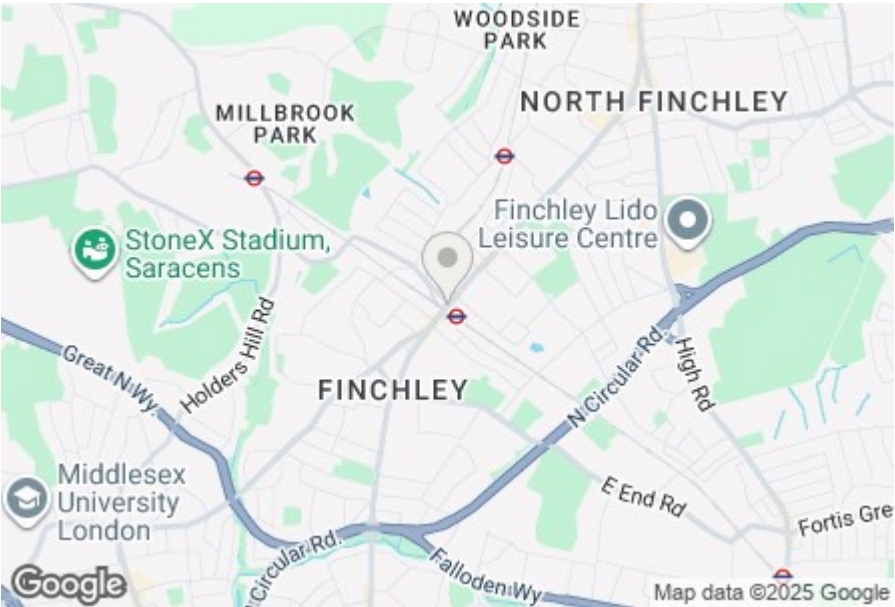 WOODSIDE
PARK
NORTH FINCHLEY
MILLBROOK
PARK
Finchley Lido
Leisure Centre
StoneX Stadium,
Saracens
Holders Hill Rd
Great N Wy.
FINCHLEY
High Rd
N Circular Rd.
Middlesex
University
London
E End Rd
Fortis Gre
N Circular Rd.
Falloden Wy
Google
Map data ©2025 Google